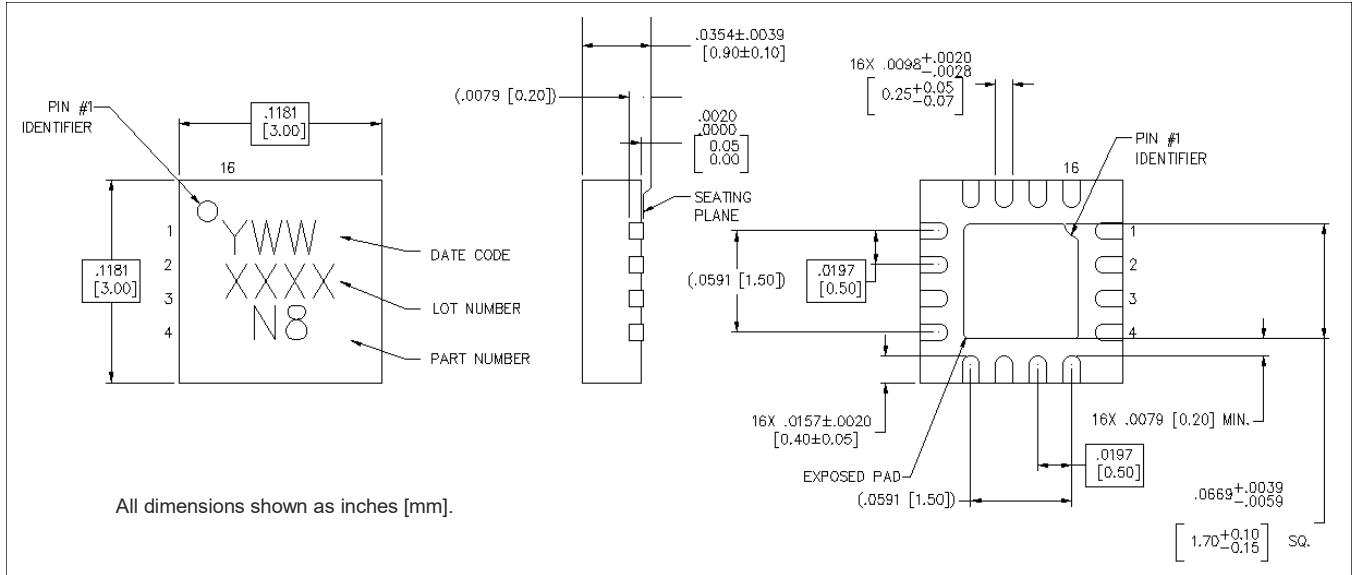 PIN #1
IDENTIFIER
.1181
[3.00]
16
.1181
[3.00]
1
2
3
4
YWW
XXXX
N8
DATE CODE
LOT NUMBER
PART NUMBER
All dimensions shown as inches [mm].
.0354±.0039
[0.90±0.10]
(.0079 [0.20])
.0020
.0000
[0.05
0.00]
SEATING
PLANE
16X .0098+.0020
-.0028
[0.25+0.05
-0.07]
PIN #1
IDENTIFIER
16
1
2
3
4
(.0591 [1.50])
.0197
[0.50]
16X .0157±.0020
[0.40±0.05]
EXPOSED PAD
(.0591 [1.50])
.0197
[0.50]
16X .0079 [0.20] MIN.
.0669+.0039
-.0059
[1.70+0.10
-0.15] SQ.